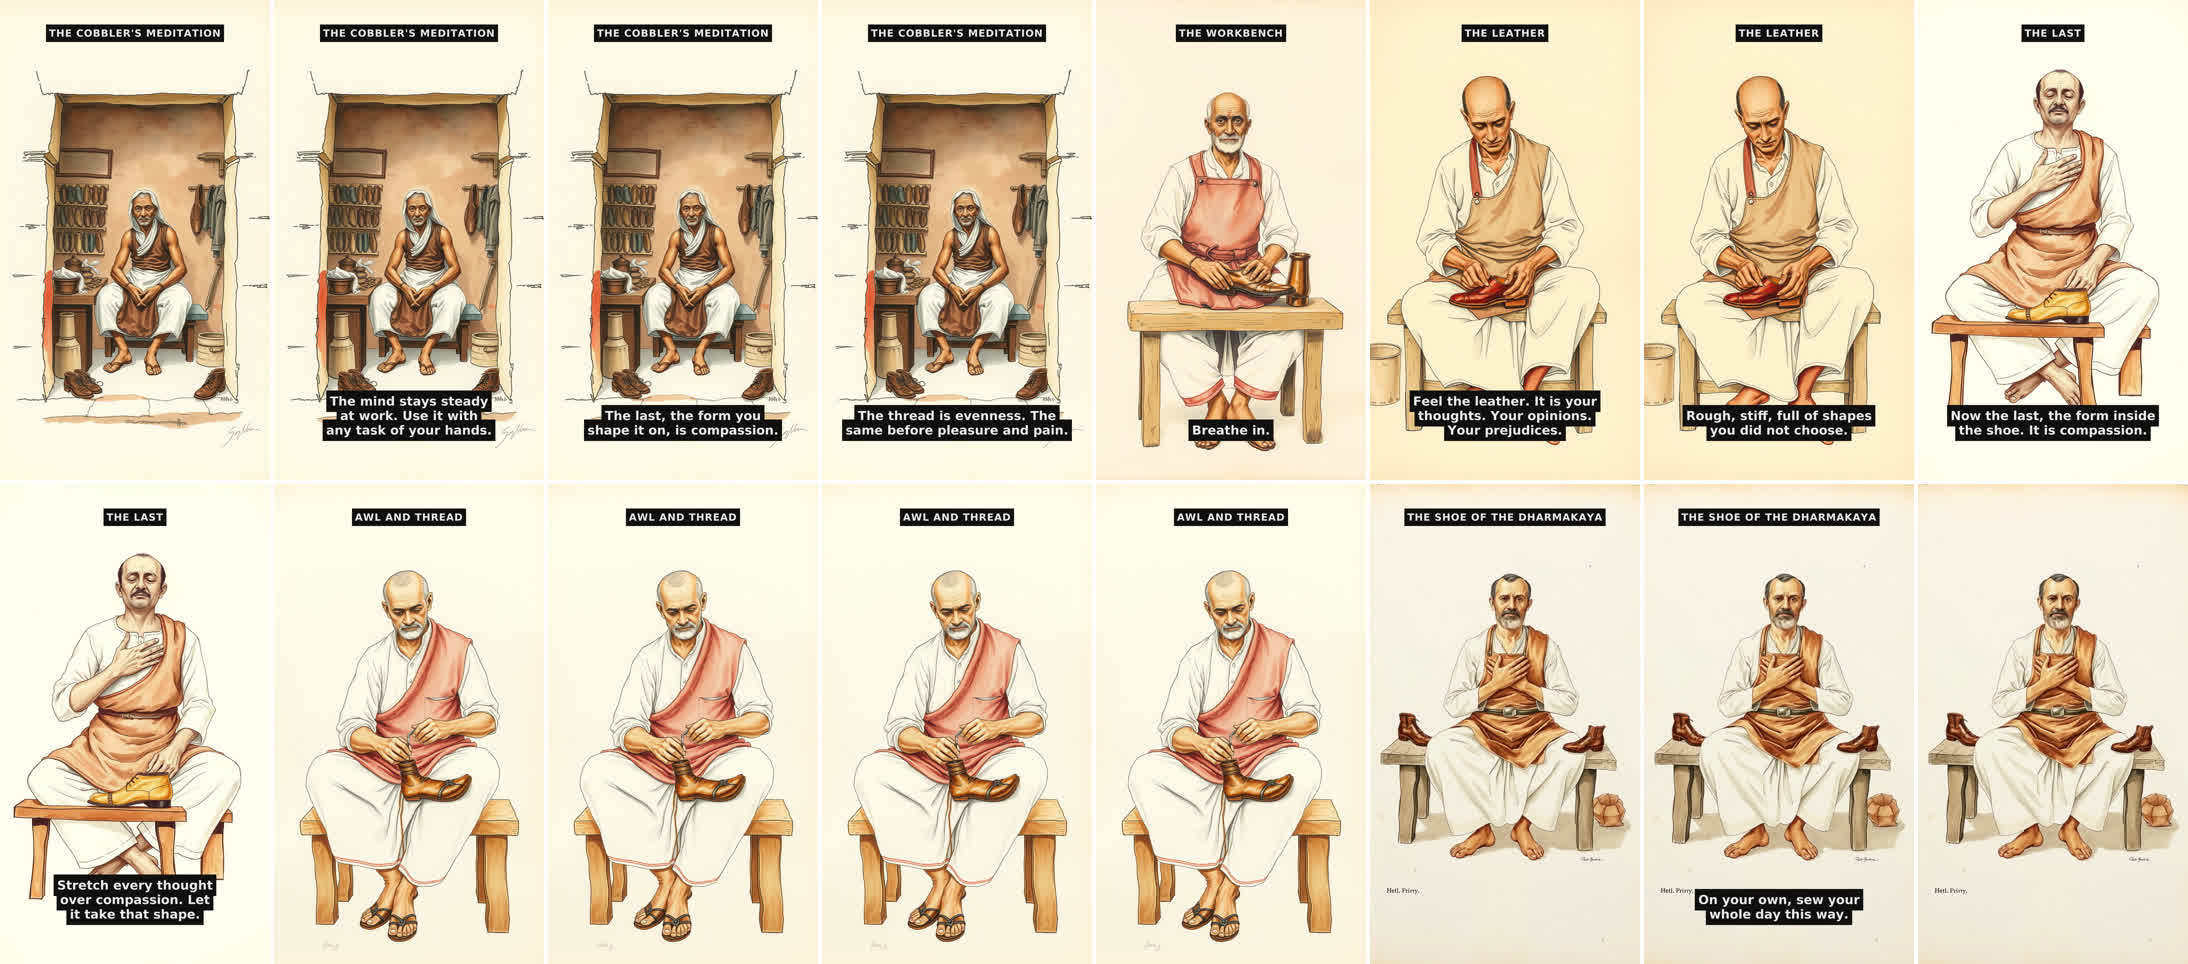 THE COBBLER'S MEDITATION
THE COBBLER'S MEDITATION
The mind stays steady
at work. Use it with
any task of your hands.
THE COBBLER'S MEDITATION
The last, the form you
shape it on, is compassion.
THE COBBLER'S MEDITATION
The thread is evenness. The
same before pleasure and pain.
THE WORKBENCH
Breathe in.
THE LEATHER
Feel the leather. It is your
thoughts. Your opinions.
Your prejudices.
THE LEATHER
Rough, stiff, full of shapes
you did not choose.
THE LAST
Now the last, the form inside
the shoe. It is compassion.
THE LAST
Stretch every thought
over compassion. Let
it take that shape.
AWL AND THREAD
AWL AND THREAD
AWL AND THREAD
AWL AND THREAD
THE SHOE OF THE DHARMAKAYA
THE SHOE OF THE DHARMAKAYA
On your own, sew your
whole day this way.